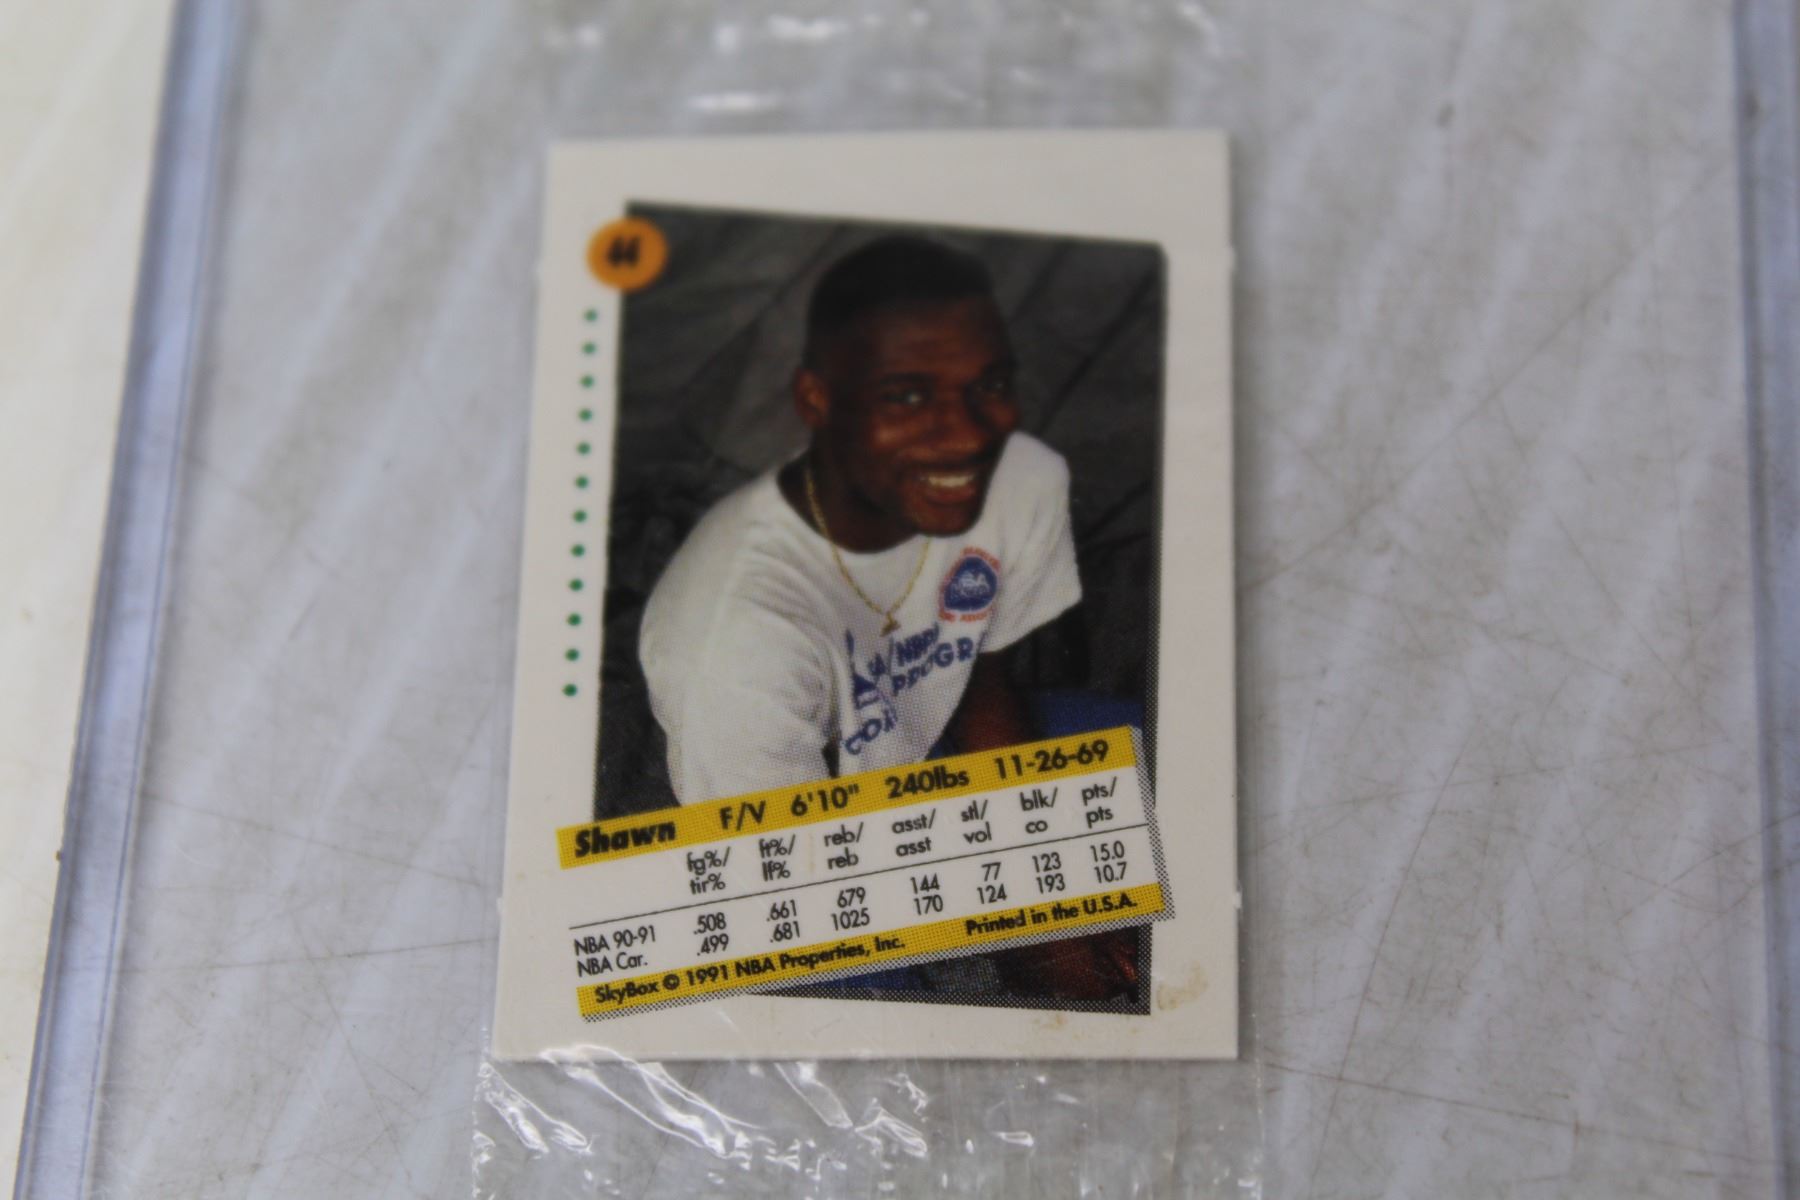 44
NBA
Shawn F/V 6'10" 240lbs 11-26-69
fg%/ ft%/ reb/ asst/ stl/ blk/ pts/
tir% lf% reb asst vol co pts
NBA 90-91 .508 .661 679 144 77 123 15.0
NBA Car. .499 .681 1025 170 124 193 10.7
SkyBox © 1991 NBA Properties, Inc. Printed in the U.S.A.